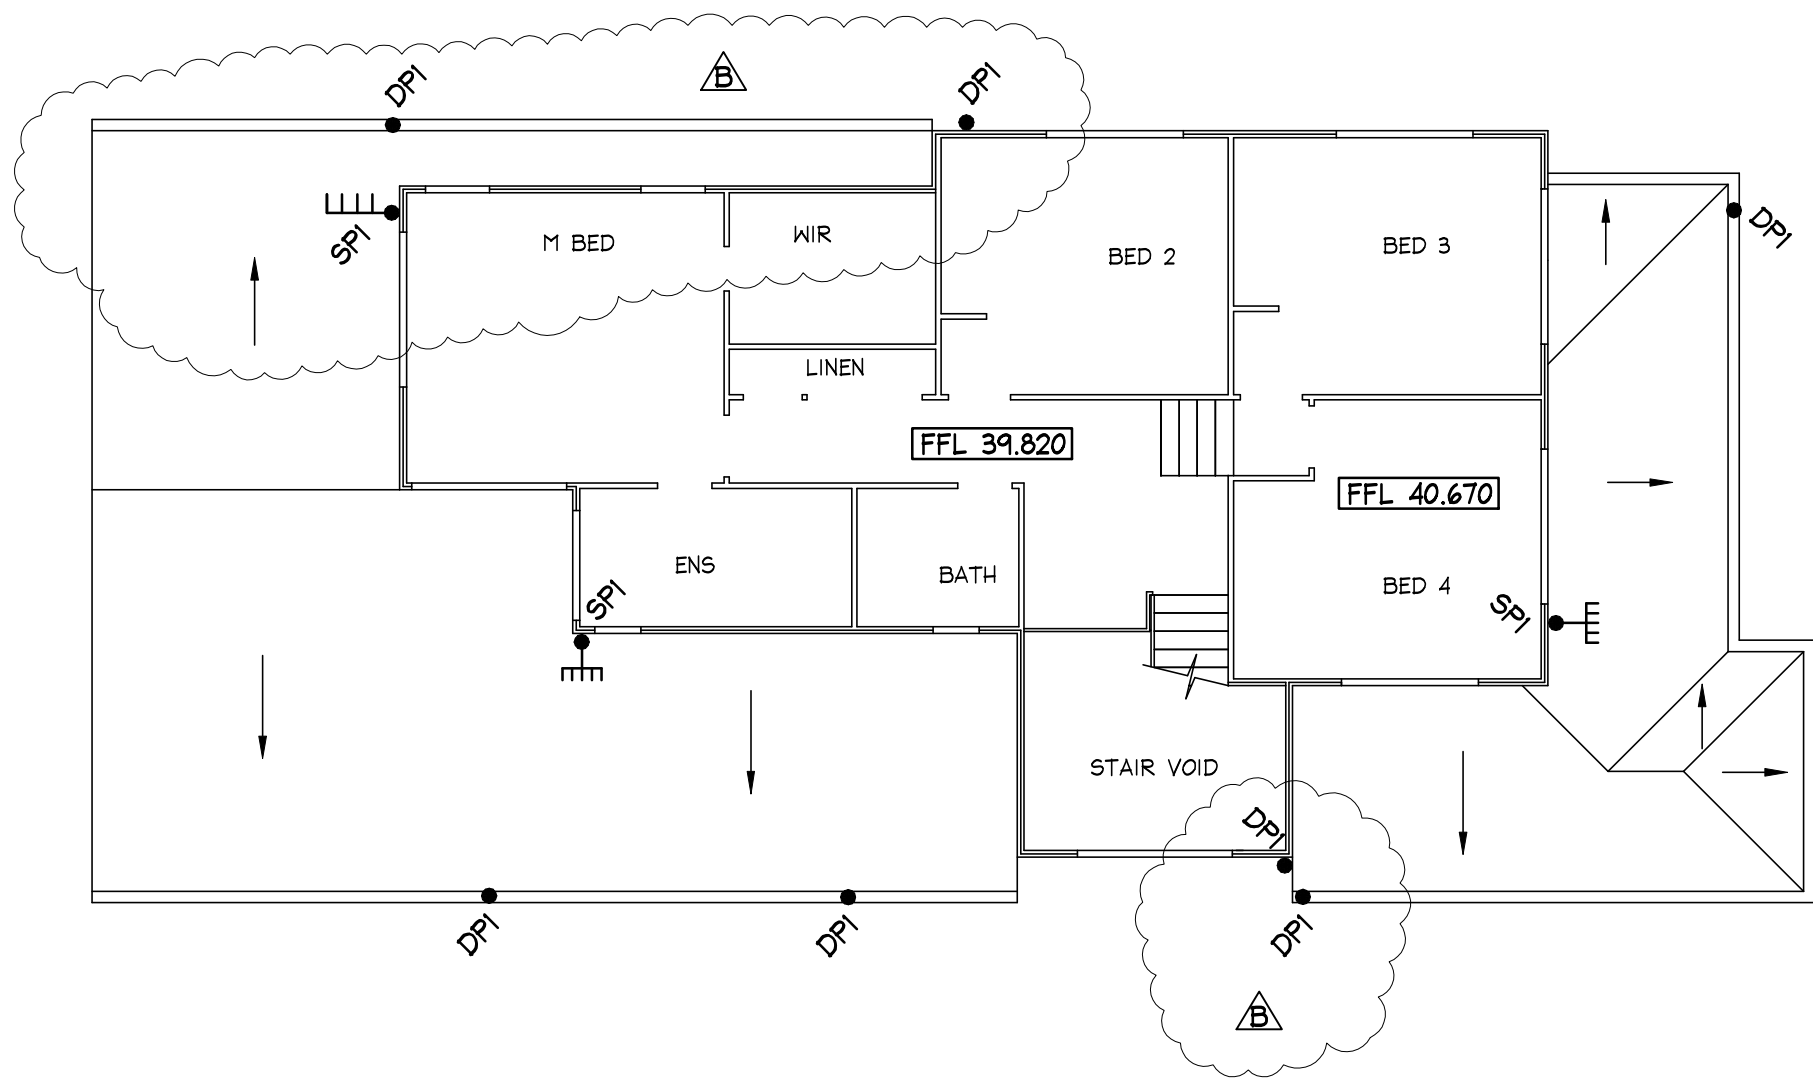 B
DP1
DP1
DP1
SP1
M BED
WIR
BED 2
BED 3
LINEN
FFL 39.820
FFL 40.670
ENS
BATH
BED 4
SP1
SP1
STAIR VOID
DP1
DP1
DP1
DP1
B